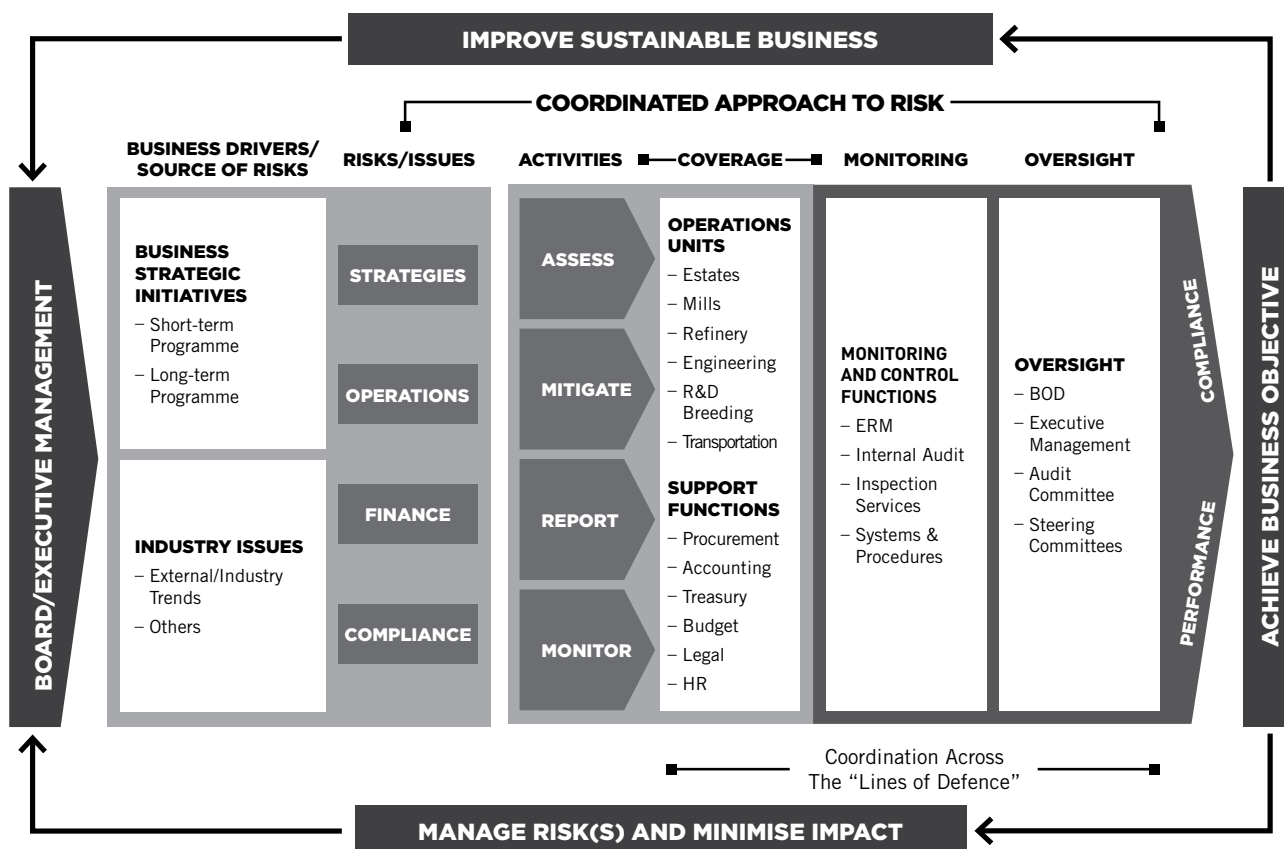 IMPROVE SUSTAINABLE BUSINESS
COORDINATED APPROACH TO RISK
BUSINESS DRIVERS/
SOURCE OF RISKS
RISKS/ISSUES
ACTIVITIES
COVERAGE
MONITORING
OVERSIGHT
BOARD/EXECUTIVE MANAGEMENT
BUSINESS
STRATEGIC
INITIATIVES
– Short-term
Programme
– Long-term
Programme
INDUSTRY ISSUES
– External/Industry
Trends
– Others
STRATEGIES
OPERATIONS
FINANCE
COMPLIANCE
ASSESS
MITIGATE
REPORT
MONITOR
OPERATIONS
UNITS
– Estates
– Mills
– Refinery
– Engineering
– R&D
Breeding
– Transportation
SUPPORT
FUNCTIONS
– Procurement
– Accounting
– Treasury
– Budget
– Legal
– HR
MONITORING
AND CONTROL
FUNCTIONS
– ERM
– Internal Audit
– Inspection
Services
– Systems &
Procedures
OVERSIGHT
– BOD
– Executive
Management
– Audit
Committee
– Steering
Committees
COMPLIANCE
PERFORMANCE
ACHIEVE BUSINESS OBJECTIVE
Coordination Across
The “Lines of Defence”
MANAGE RISK(S) AND MINIMISE IMPACT